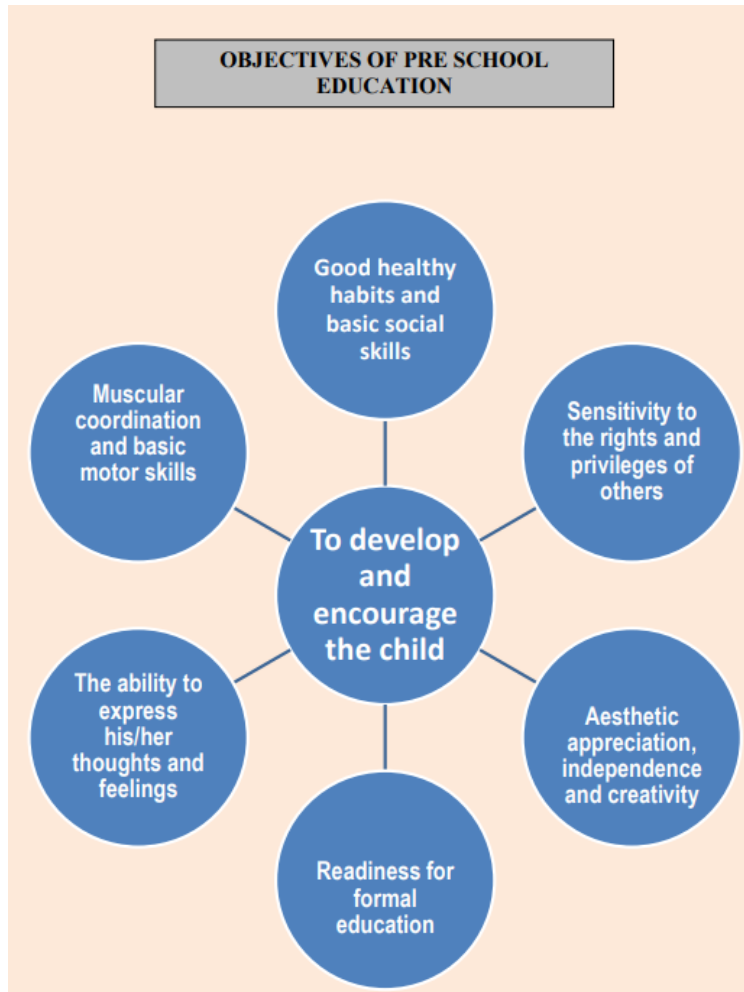 OBJECTIVES OF PRE SCHOOL
EDUCATION
Good healthy
habits and
basic social
skills
Sensitivity to
the rights and
privileges of
others
Aesthetic
appreciation,
independence
and creativity
Readiness for
formal
education
The ability to
express
his/her
thoughts and
feelings
Muscular
coordination
and basic
motor skills
To develop
and
encourage
the child